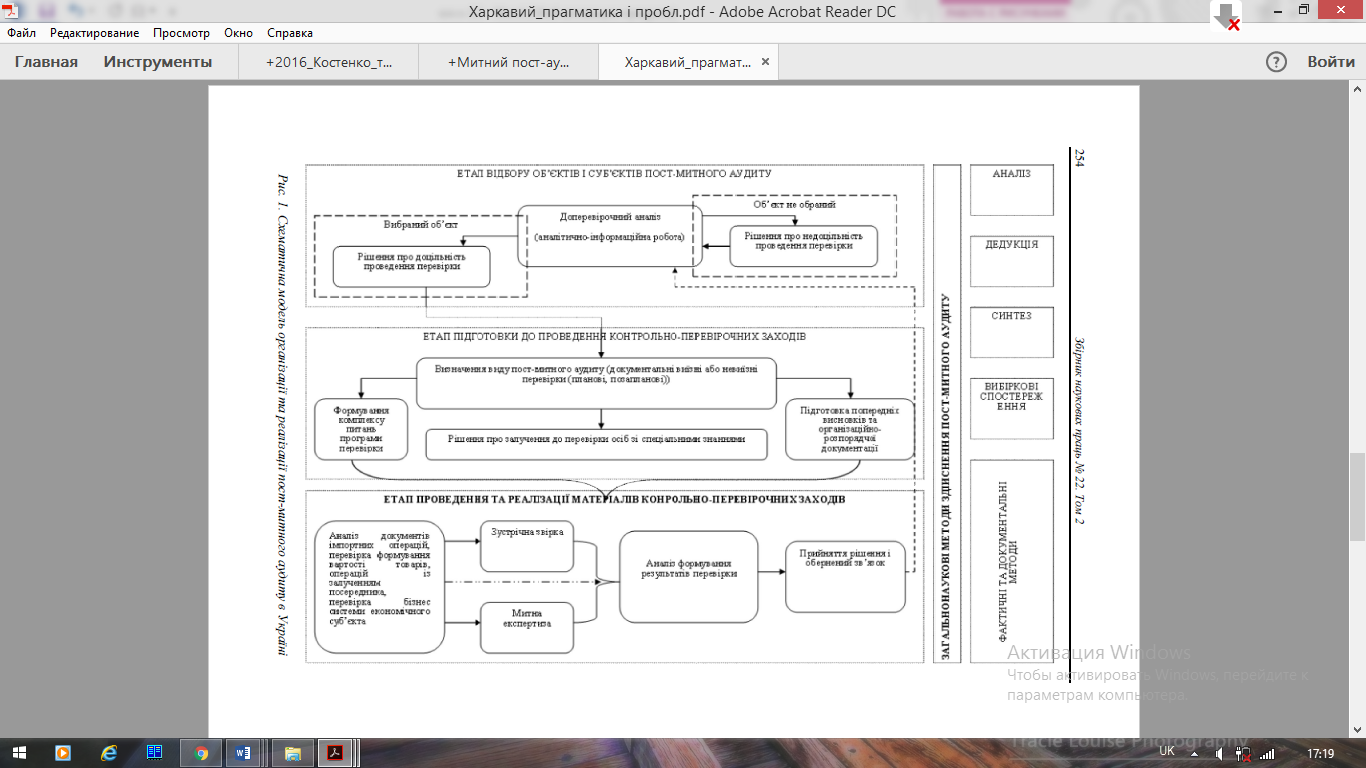 Харкавий_прагматика і пробл.pdf - Adobe Acrobat Reader DC
Файл Редактирование Просмотр Окно Справка
Главная Инструменты
+2016_Костенко_т...
+Митний пост-ау...
Харкавий_прагмат...
Войти
ЕТАП ВІДБОРУ ОБ'ЄКТІВ І СУБ'ЄКТІВ ПОСТ-МИТНОГО АУДИТУ
Вибраний об'єкт
Рішення про доцільність
проведення перевірки
Доперевірочний аналіз
(аналітично-інформаційна робота)
Об'єкт не обраний
Рішення про недоцільність
проведення перевірки
ЕТАП ПІДГОТОВКИ ДО ПРОВЕДЕННЯ КОНТРОЛЬНО-ПЕРЕВІРОЧНИХ ЗАХОДІВ
Визначення виду пост-митного аудиту (документальні виїзні або невиїзні
перевірки (планові, позапланові))
Формування
комплексу
питань
програми
перевірки
Рішення про залучення до перевірки осіб зі спеціальними знаннями
Підготовка попередніх
висновків та
організаційно-
розпорядчої
документації
ЕТАП ПРОВЕДЕННЯ ТА РЕАЛІЗАЦІЇ МАТЕРІАЛІВ КОНРОЛЬНО-ПЕРЕВІРОЧНИХ ЗАХОДІВ
Аналіз документів
імпортних операцій,
перевірка формування
вартості товарів,
операцій із
залученням
посередника,
перевірка бізнес
системи економічного
суб'єкта
Зустрічна звірка
Митна
експертиза
Аналіз формування
результатів перевірки
Прийняття рішення і
обернений зв'язок
ЗАГАЛЬНОНАУКОВІ МЕТОДИ ЗДІЙСНЕННЯ ПОСТ-МИТНОГО АУДИТУ
АНАЛІЗ
ДЕДУКЦІЯ
СИНТЕЗ
ВИБІРКОВІ
СПОСТЕРЕЖ
ЕННЯ
ФАКТИЧНІ ТА ДОКУМЕНТАЛЬНІ
МЕТОДИ
Рис. 1. Схематична модель організації та реалізації пост-митного аудиту в Україні
254
Збірник наукових праць № 22. Том 2
Активация Windows
Чтобы активировать Windows, перейдите к
параметрам компьютера.
Tracie Louise Photography
UK
17:19